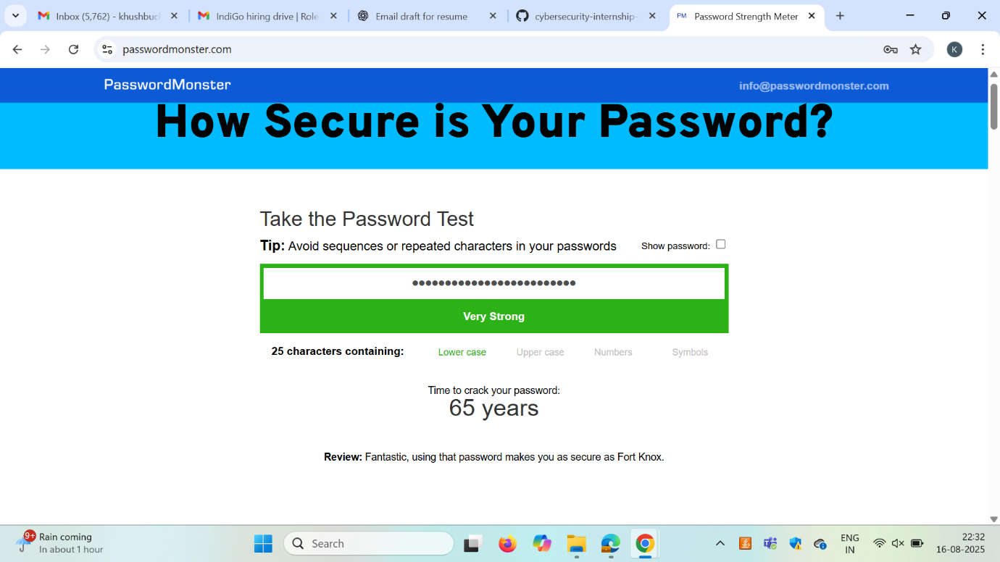 Inbox (5,762) - khushbuc
IndiGo hiring drive | Role
Email draft for resume
cybersecurity-internship-
PM Password Strength Meter
passwordmonster.com
K
PasswordMonster
info@passwordmonster.com
How Secure is Your Password?
Take the Password Test
Tip: Avoid sequences or repeated characters in your passwords
Show password:
•••••••••••••••••••••••••
Very Strong
25 characters containing:
Lower case
Upper case
Numbers
Symbols
Time to crack your password:
65 years
Review: Fantastic, using that password makes you as secure as Fort Knox.
9+
Rain coming
In about 1 hour
Search
ENG
IN
22:32
16-08-2025